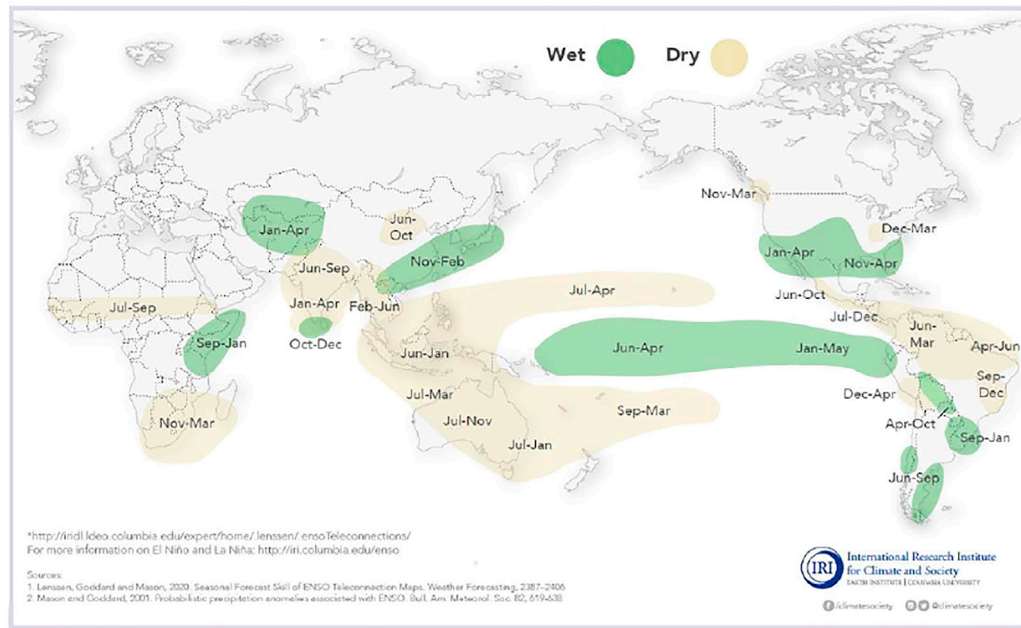 Wet Dry
Nov-Mar
Jun-
Oct
Dec-Mar
Jan-Apr
Nov-Feb
Jan-Apr
Nov-Apr
Jun-Sep
Jul-Apr
Jun-Oct
Jul-Sep
Jan-Apr
Feb-Jun
Jul-Dec
Jun-
Mar
Sep-Jan
Oct-Dec
Jun-Jan
Jun-Apr
Jan-May
Apr-Jun
Sep-
Dec
Jul-Mar
Dec-Apr
Nov-Mar
Jul-Nov
Sep-Mar
Apr-Oct
Jul-Jan
Sep-Jan
Jun-Sep
*http://iridl.ldeo.columbia.edu/expert/home/.lenssen/.ensoTeleconnections/
For more information on El Niño and La Niña: http://iri.columbia.edu/enso
Sources:
1. Lenssen, Goddard and Mason, 2020. Seasonal Forecast Skill of ENSO Teleconnection Maps. Weather Forecasting, 2387-2406
2. Mason and Goddard, 2001. Probabilistic precipitation anomalies associated with ENSO. Bull. Am. Meteorol. Soc. 82, 619-638
IRI
International Research Institute
for Climate and Society
EARTH INSTITUTE | COLUMBIA UNIVERSITY
/climatesociety @climatesociety